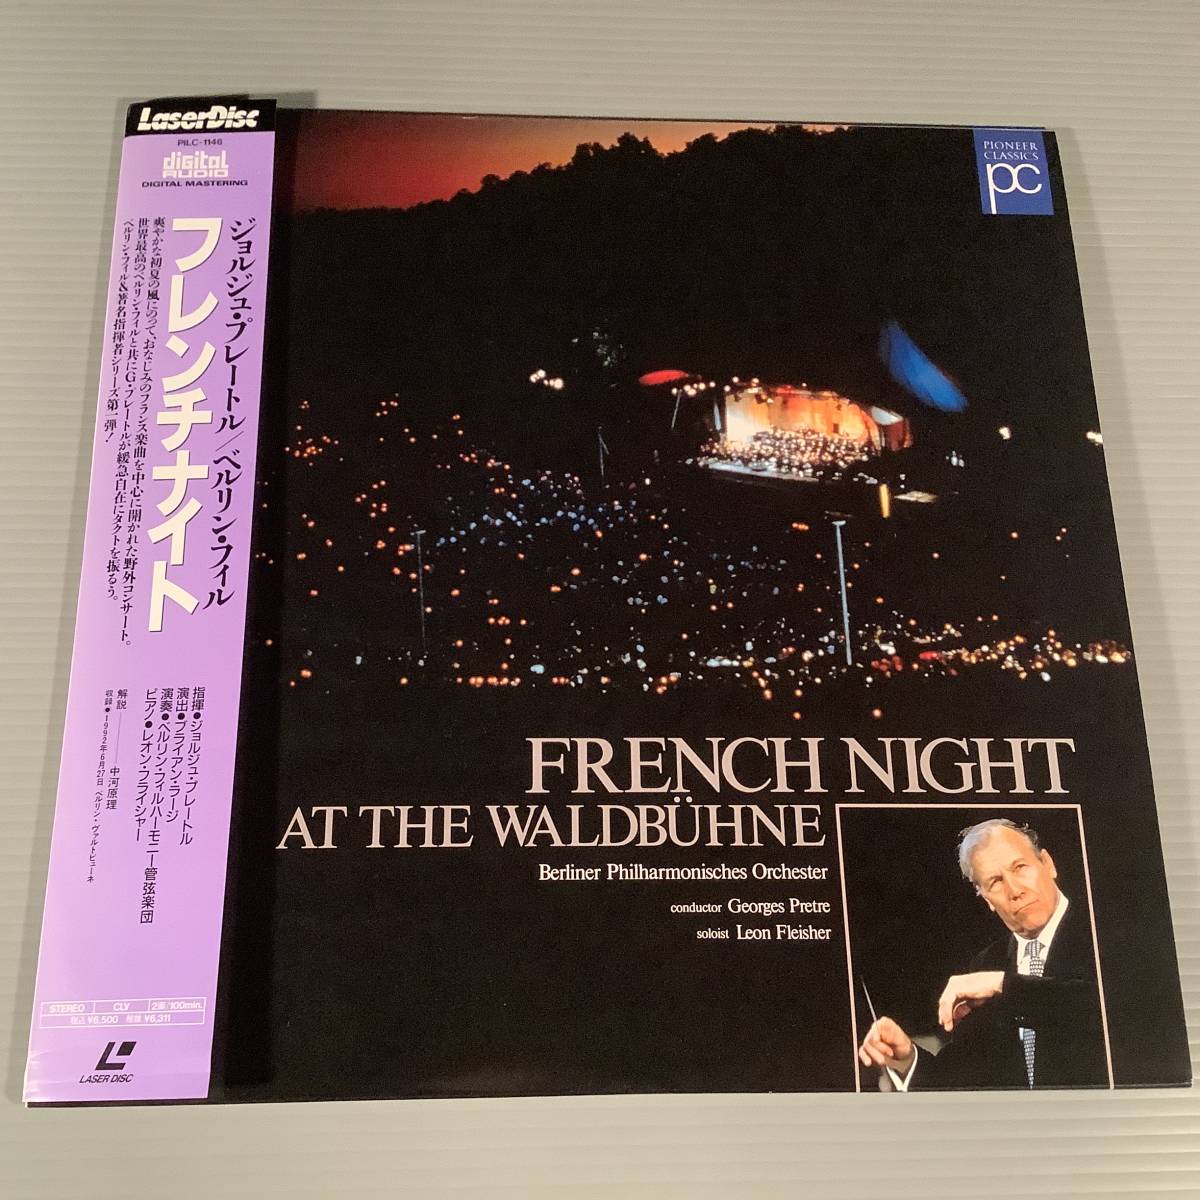 LaserDisc
PILC-1146
digital
AUDIO
DIGITAL MASTERING
ジョルジュ・プレートル/ベルリン・フィル
フレンチナイト
爽やかな初夏の風にのって、おなじみのフランス楽曲を中心に開かれた野外コンサート。
世界最高のベルリン・フィルと共にG・プレートルが緩急自在にタクトを振るう。
ベルリン・フィル&著名指揮者シリーズ第一弾!
指揮●ジョルジュ・プレートル
演出●ブライアン・ラージ
演奏●ベルリン・フィルハーモニー管弦楽団
ピアノ●レオン・フライシャー
解説――中河原理
収録●1992年6月27日 ベルリン・ヴァルトビューネ
STEREO CLV 2面/100min.
税込 ¥6,500 税抜 ¥6,311
LASER DISC
PIONEER
CLASSICS
pc
FRENCH NIGHT
AT THE WALDBÜHNE
Berliner Philharmonisches Orchester
conductor Georges Pretre
soloist Leon Fleisher